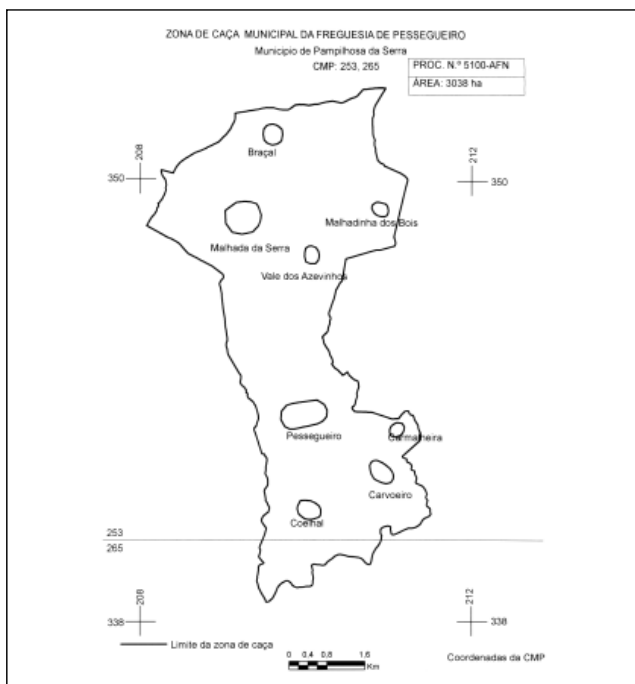 ZONA DE CAÇA MUNICIPAL DA FREGUESIA DE PESSEGUEIRO
Municipio de Pampilhosa da Serra
CMP: 253, 265
PROC. N.º 5100-AFN
ÁREA: 3038 ha
208
212
350
350
Braçal
Malhada da Serra
Malhadinha dos Bois
Vale dos Azevinhos
Pessegueiro
Carmalheira
Carvoeiro
Coelhal
253
265
208
212
338
338
Limite da zona de caça
0 0,4 0,8 1,6
Km
Coordenadas da CMP